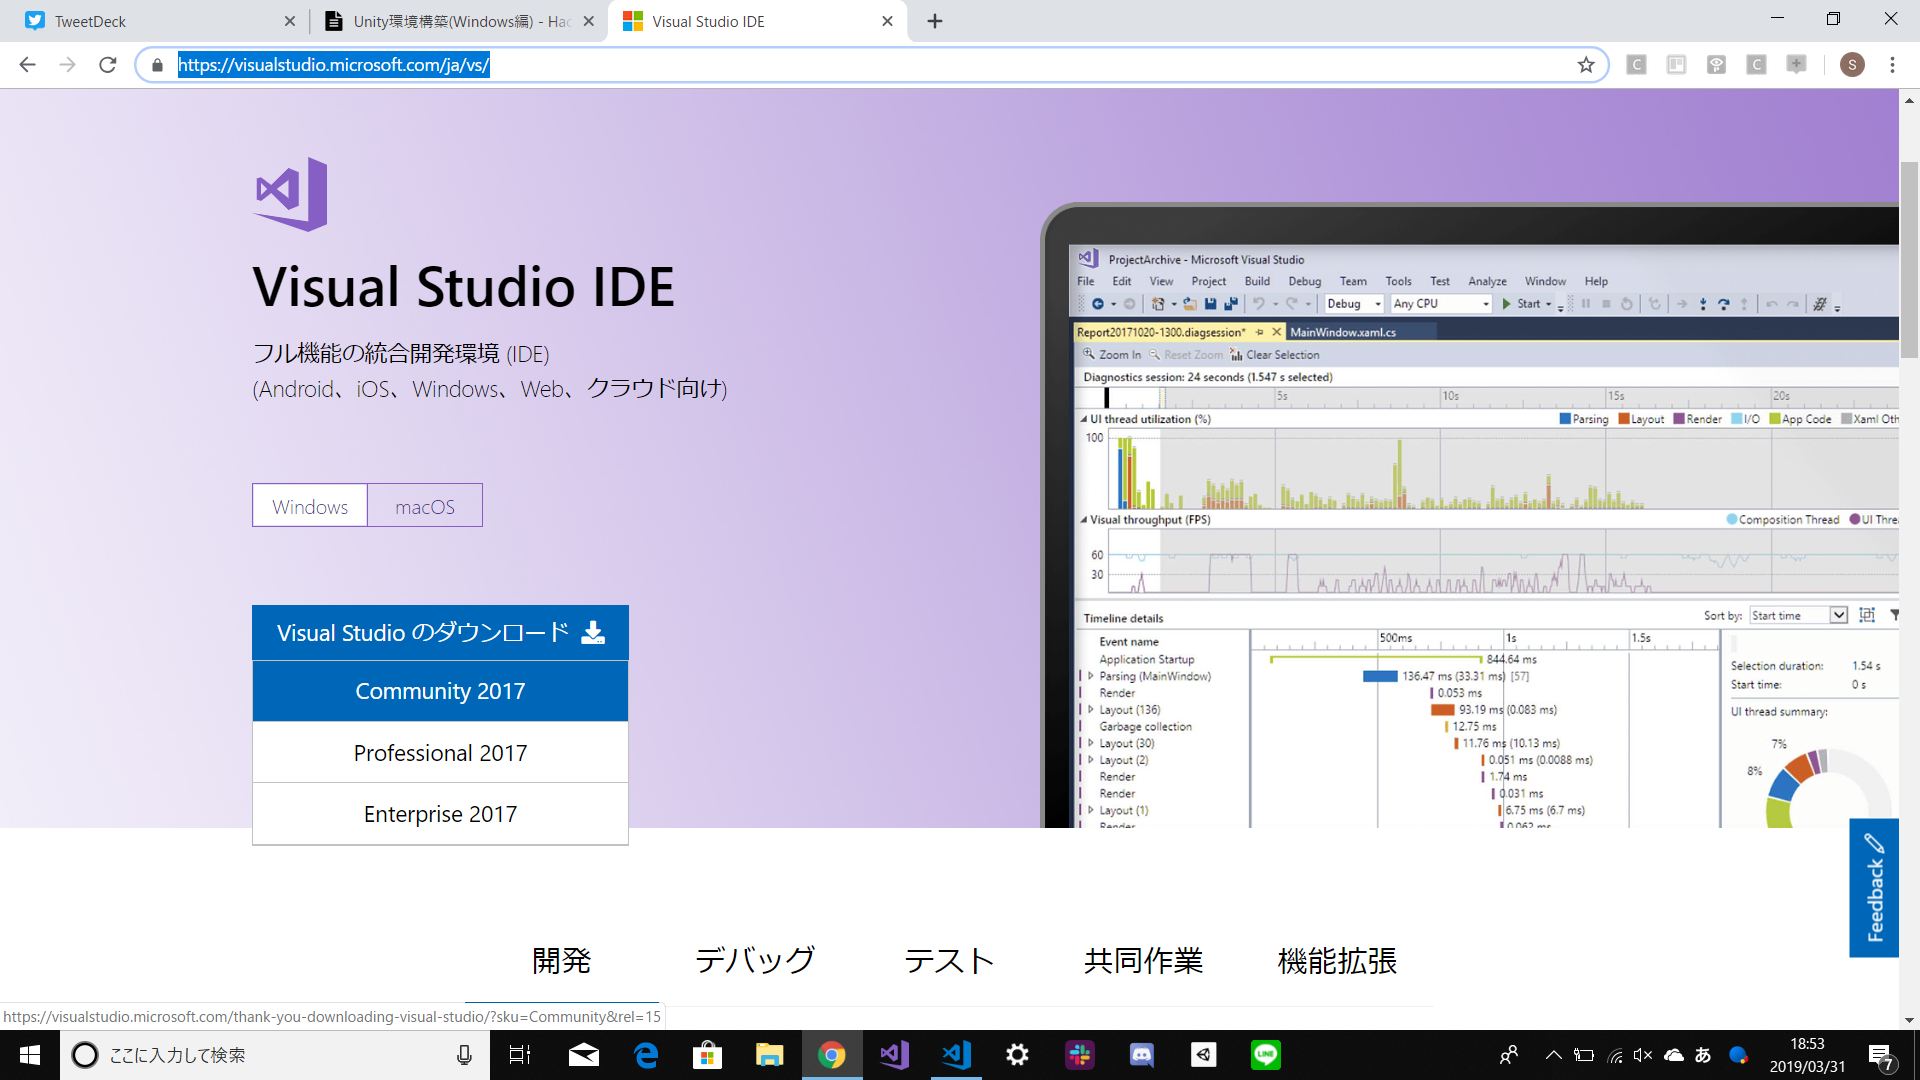 TweetDeck
Unity環境構築(Windows編) - Hac
Visual Studio IDE
https://visualstudio.microsoft.com/ja/vs/
S
Visual Studio IDE
フル機能の統合開発環境 (IDE)
(Android、iOS、Windows、Web、クラウド向け)
Windows
macOS
Visual Studio のダウンロード
Community 2017
Professional 2017
Enterprise 2017
ProjectArchive - Microsoft Visual Studio
File Edit View Project Build Debug Team Tools Test Analyze Window Help
Debug Any CPU Start
Report20171020-1300.diagsession* MainWindow.xaml.cs
Zoom In Reset Zoom Clear Selection
Diagnostics session: 24 seconds (1.547 s selected)
5s 10s 15s 20s
UI thread utilization (%)
Parsing Layout Render I/O App Code Xaml Oth
100
Visual throughput (FPS)
Composition Thread UI Thre
60
30
Timeline details
Sort by: Start time
Event name
500ms 1s 1.5s
Application Startup 844.64 ms
Parsing (MainWindow) 136.47 ms (33.31 ms) [57]
Render 0.053 ms
Layout (136) 93.19 ms (0.083 ms)
Garbage collection 12.75 ms
Layout (30) 11.76 ms (10.13 ms)
Layout (2) 0.051 ms (0.0088 ms)
Render 1.74 ms
Render 0.031 ms
Layout (1) 6.75 ms (6.7 ms)
Render 0.062 ms
Selection duration: 1.54 s
Start time: 0 s
UI thread summary:
7%
8%
Feedback
開発
デバッグ
テスト
共同作業
機能拡張
https://visualstudio.microsoft.com/thank-you-downloading-visual-studio/?sku=Community&rel=15
ここに入力して検索
LINE
あ
18:53
2019/03/31
7